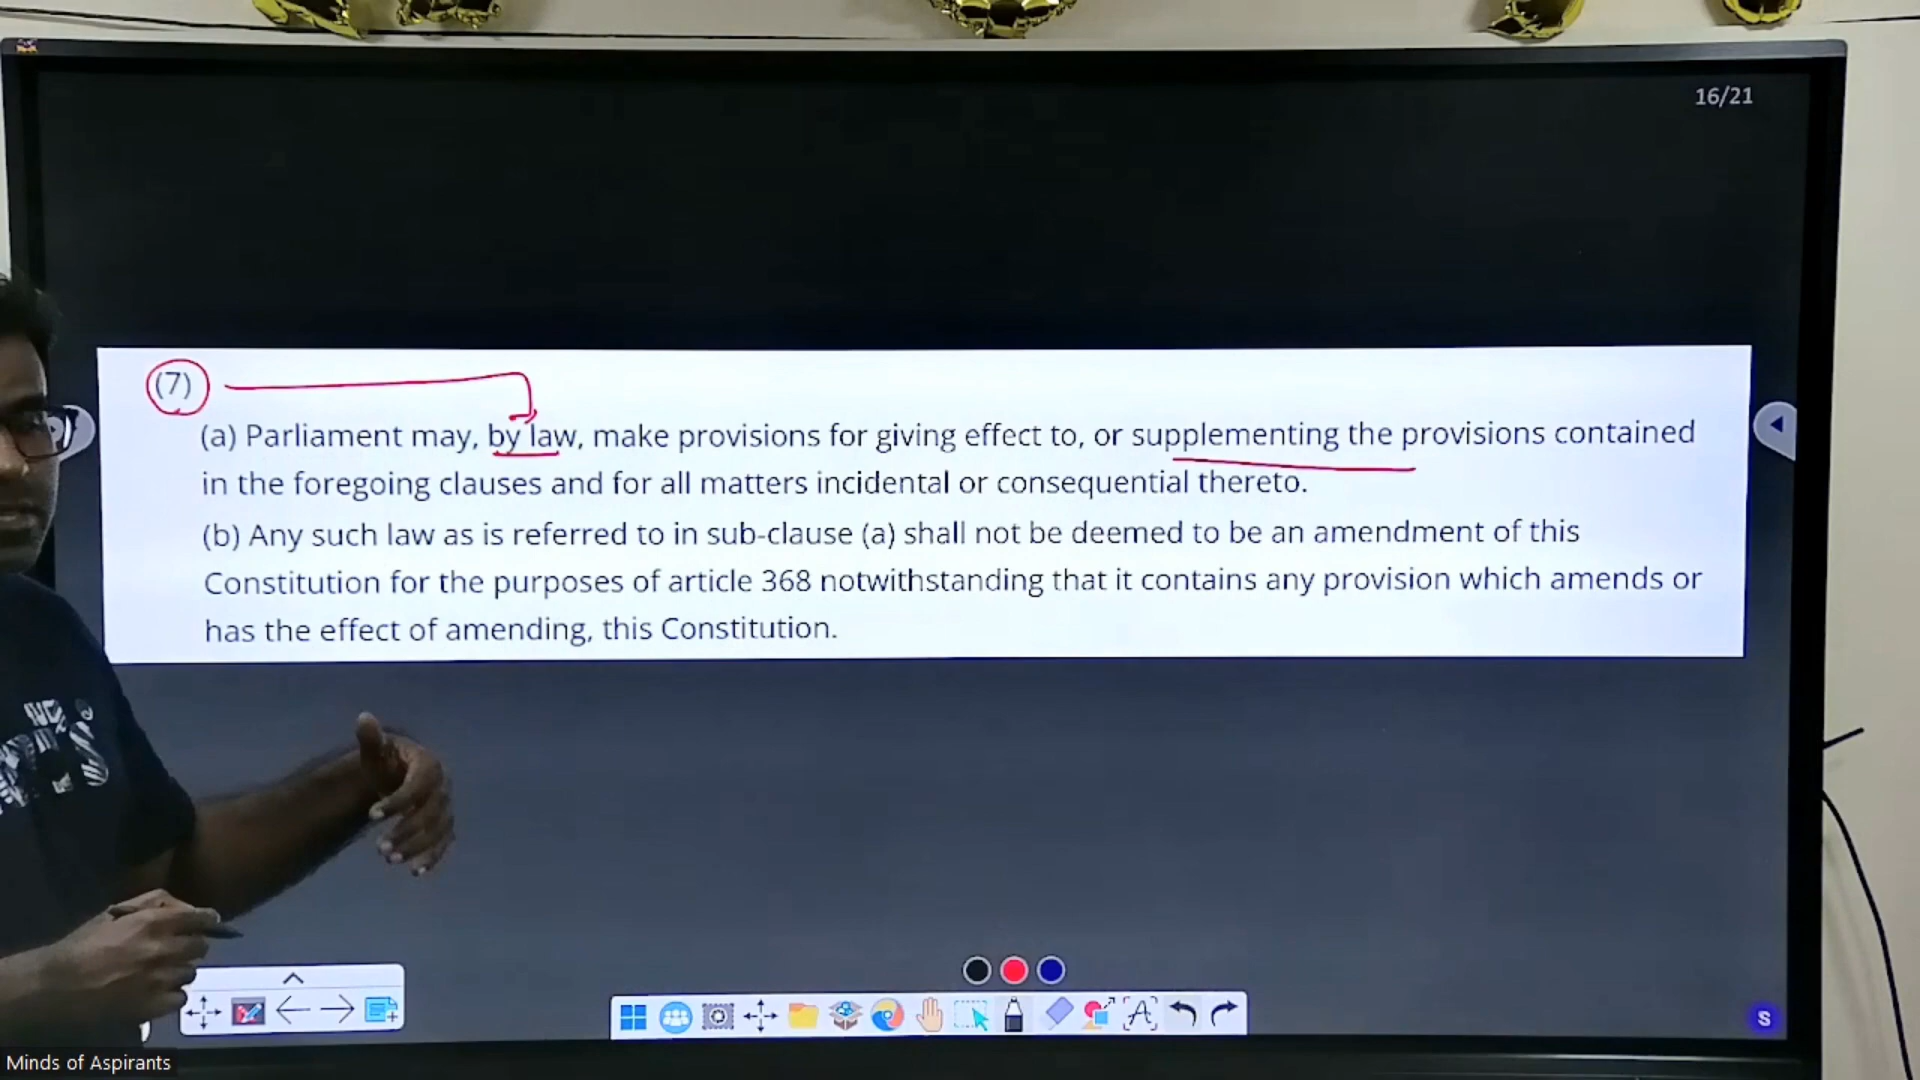 16/21
(7)
(a) Parliament may, by law, make provisions for giving effect to, or supplementing the provisions contained
in the foregoing clauses and for all matters incidental or consequential thereto.
(b) Any such law as is referred to in sub-clause (a) shall not be deemed to be an amendment of this
Constitution for the purposes of article 368 notwithstanding that it contains any provision which amends or
has the effect of amending, this Constitution.
A
S
Minds of Aspirants